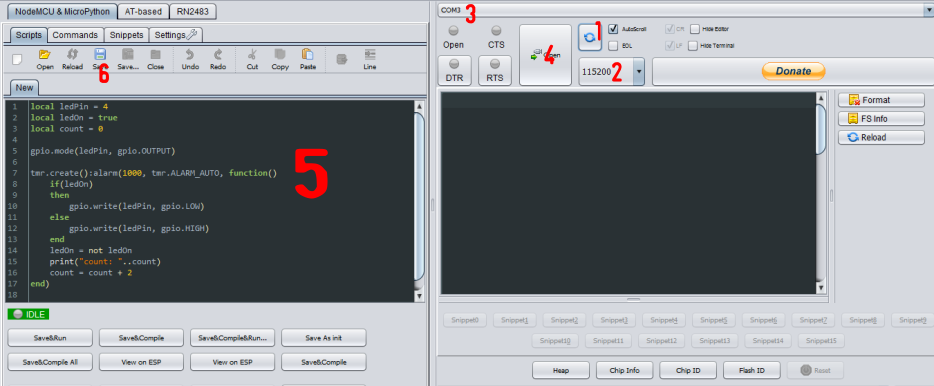 NodeMCU & MicroPython AT-based RN2483
Scripts Commands Snippets Settings
Open Reload Save... Close Undo Redo Cut Copy Paste Line
6
New
1 local ledPin = 4
2 local ledOn = true
3 local count = 0
4
5 gpio.mode(ledPin, gpio.OUTPUT)
6
7 tmr.create():alarm(1000, tmr.ALARM_AUTO, function()
8 if(ledOn)
9 then
10 gpio.write(ledPin, gpio.LOW)
11 else
12 gpio.write(ledPin, gpio.HIGH)
13 end
14 ledOn = not ledOn
15 print("count: "..count)
16 count = count + 2
17 end)
18
5
IDLE
Save&Run Save&Compile Save&Compile&Run... Save As init
Save&Compile All View on ESP View on ESP Save&Compile
COM3
3
Open CTS
DTR RTS
4
1
AutoScroll CR Hide Editor
EOL LF Hide Terminal
115200 2
Donate
Format
FS Info
Reload
Snippet0 Snippet1 Snippet2 Snippet3 Snippet4 Snippet5 Snippet6 Snippet7 Snippet8 Snippet9
Snippet10 Snippet11 Snippet12 Snippet13 Snippet14 Snippet15
Heap Chip Info Chip ID Flash ID Reset